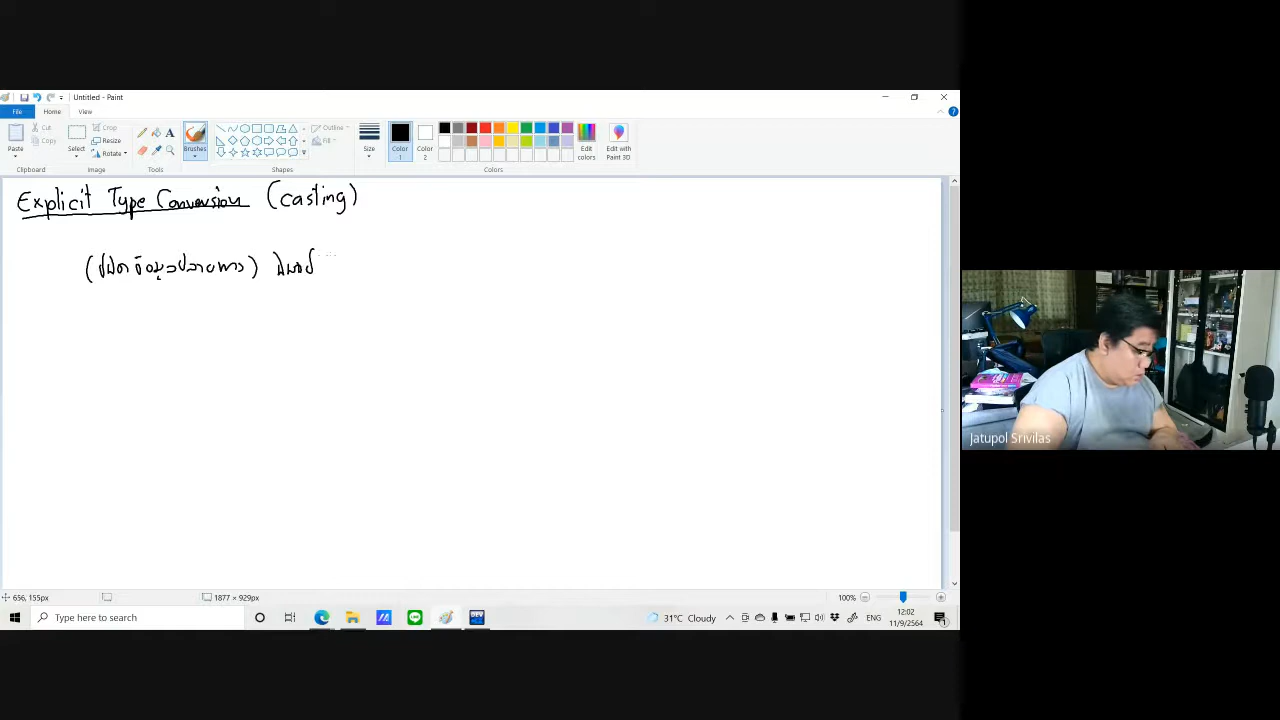 Untitled - Paint
File Home View
Cut
Copy
Paste
Crop
Resize
Rotate
Select
Brushes
Outline
Fill
Size
Color 1
Color 2
Edit colors
Edit with Paint 3D
Clipboard Image Tools Shapes Colors
Explicit Type Conversion (casting)
(ชนิดข้อมูลปลายทาง)
Jatupol Srivilas
656, 155px 1877 × 929px 100%
Type here to search
DEV
31°C Cloudy
ENG
12:02
11/9/2564